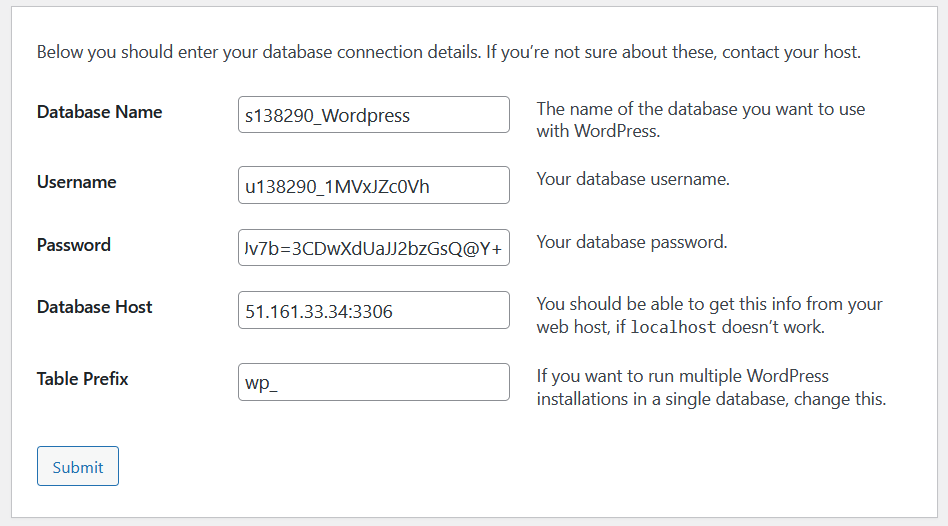 Below you should enter your database connection details. If you’re not sure about these, contact your host.
Database Name
s138290_Wordpress
The name of the database you want to use
with WordPress.
Username
u138290_1MVxJZc0Vh
Your database username.
Password
Jv7b=3CDwXdUaJJ2bzGsQ@Y+
Your database password.
Database Host
51.161.33.34:3306
You should be able to get this info from your
web host, if localhost doesn’t work.
Table Prefix
wp_
If you want to run multiple WordPress
installations in a single database, change this.
Submit